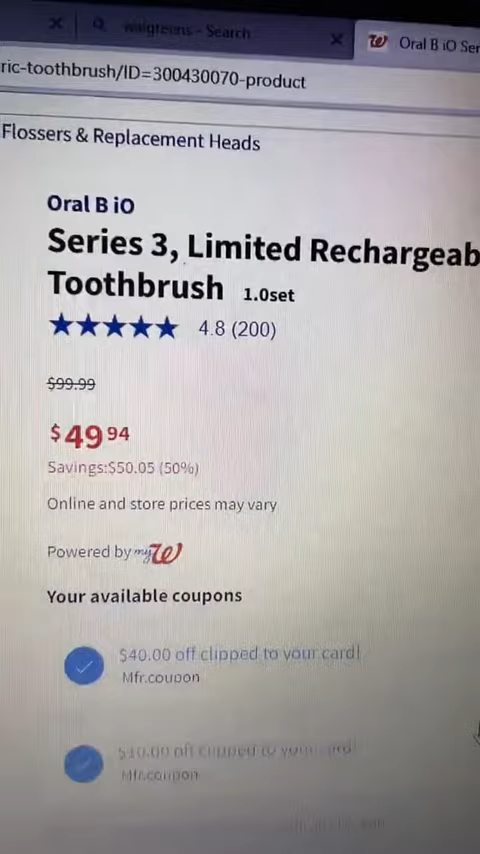 walgreens - Search
Oral B iO Ser
ric-toothbrush/ID=300430070-product
Flossers & Replacement Heads
Oral B iO
Series 3, Limited Rechargeab
Toothbrush 1.0set
4.8 (200)
$99.99
$49 94
Savings:$50.05 (50%)
Online and store prices may vary
Powered by myW
Your available coupons
$40.00 off clipped to your card!
Mfr.coupon
off clipped to your card!
Mfr.coupon